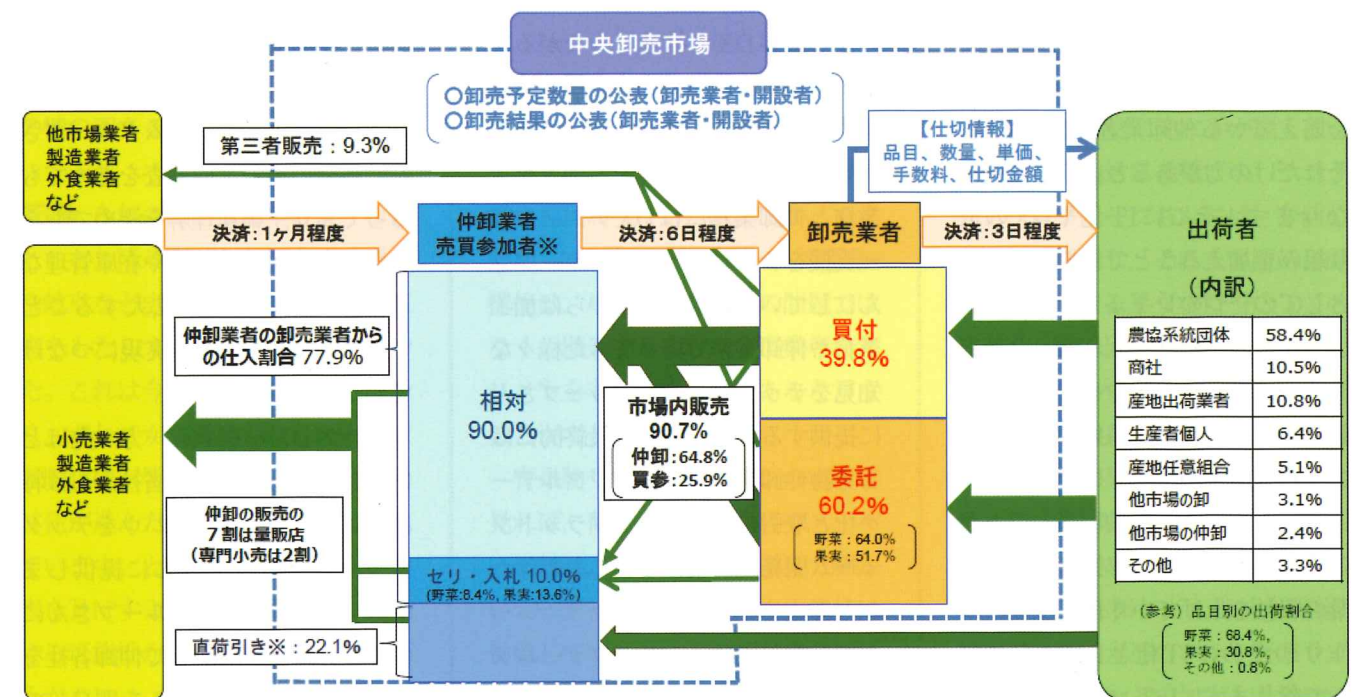 中央卸売市場
〇卸売予定数量の公表(卸売業者・開設者)
〇卸売結果の公表(卸売業者・開設者)
【仕切情報】
品目、数量、単価、
手数料、仕切金額
他市場業者
製造業者
外食業者
など
第三者販売：9.3%
決済：1ヶ月程度
仲卸業者
売買参加者※
決済：6日程度
卸売業者
決済：3日程度
出荷者
(内訳)
農協系統団体 58.4%
商社 10.5%
産地出荷業者 10.8%
生産者個人 6.4%
産地任意組合 5.1%
他市場の卸 3.1%
他市場の仲卸 2.4%
その他 3.3%
(参考) 品目別の出荷割合
野菜：68.4%,
果実：30.8%,
その他：0.8%
買付
39.8%
委託
60.2%
野菜：64.0%
果実：51.7%
市場内販売
90.7%
仲卸：64.8%
買参：25.9%
相対
90.0%
セリ・入札 10.0%
(野菜:8.4%, 果実:13.6%)
仲卸業者の卸売業者から
の仕入割合 77.9%
小売業者
製造業者
外食業者
など
仲卸の販売の
７割は量販店
(専門小売は2割)
直荷引き※：22.1%